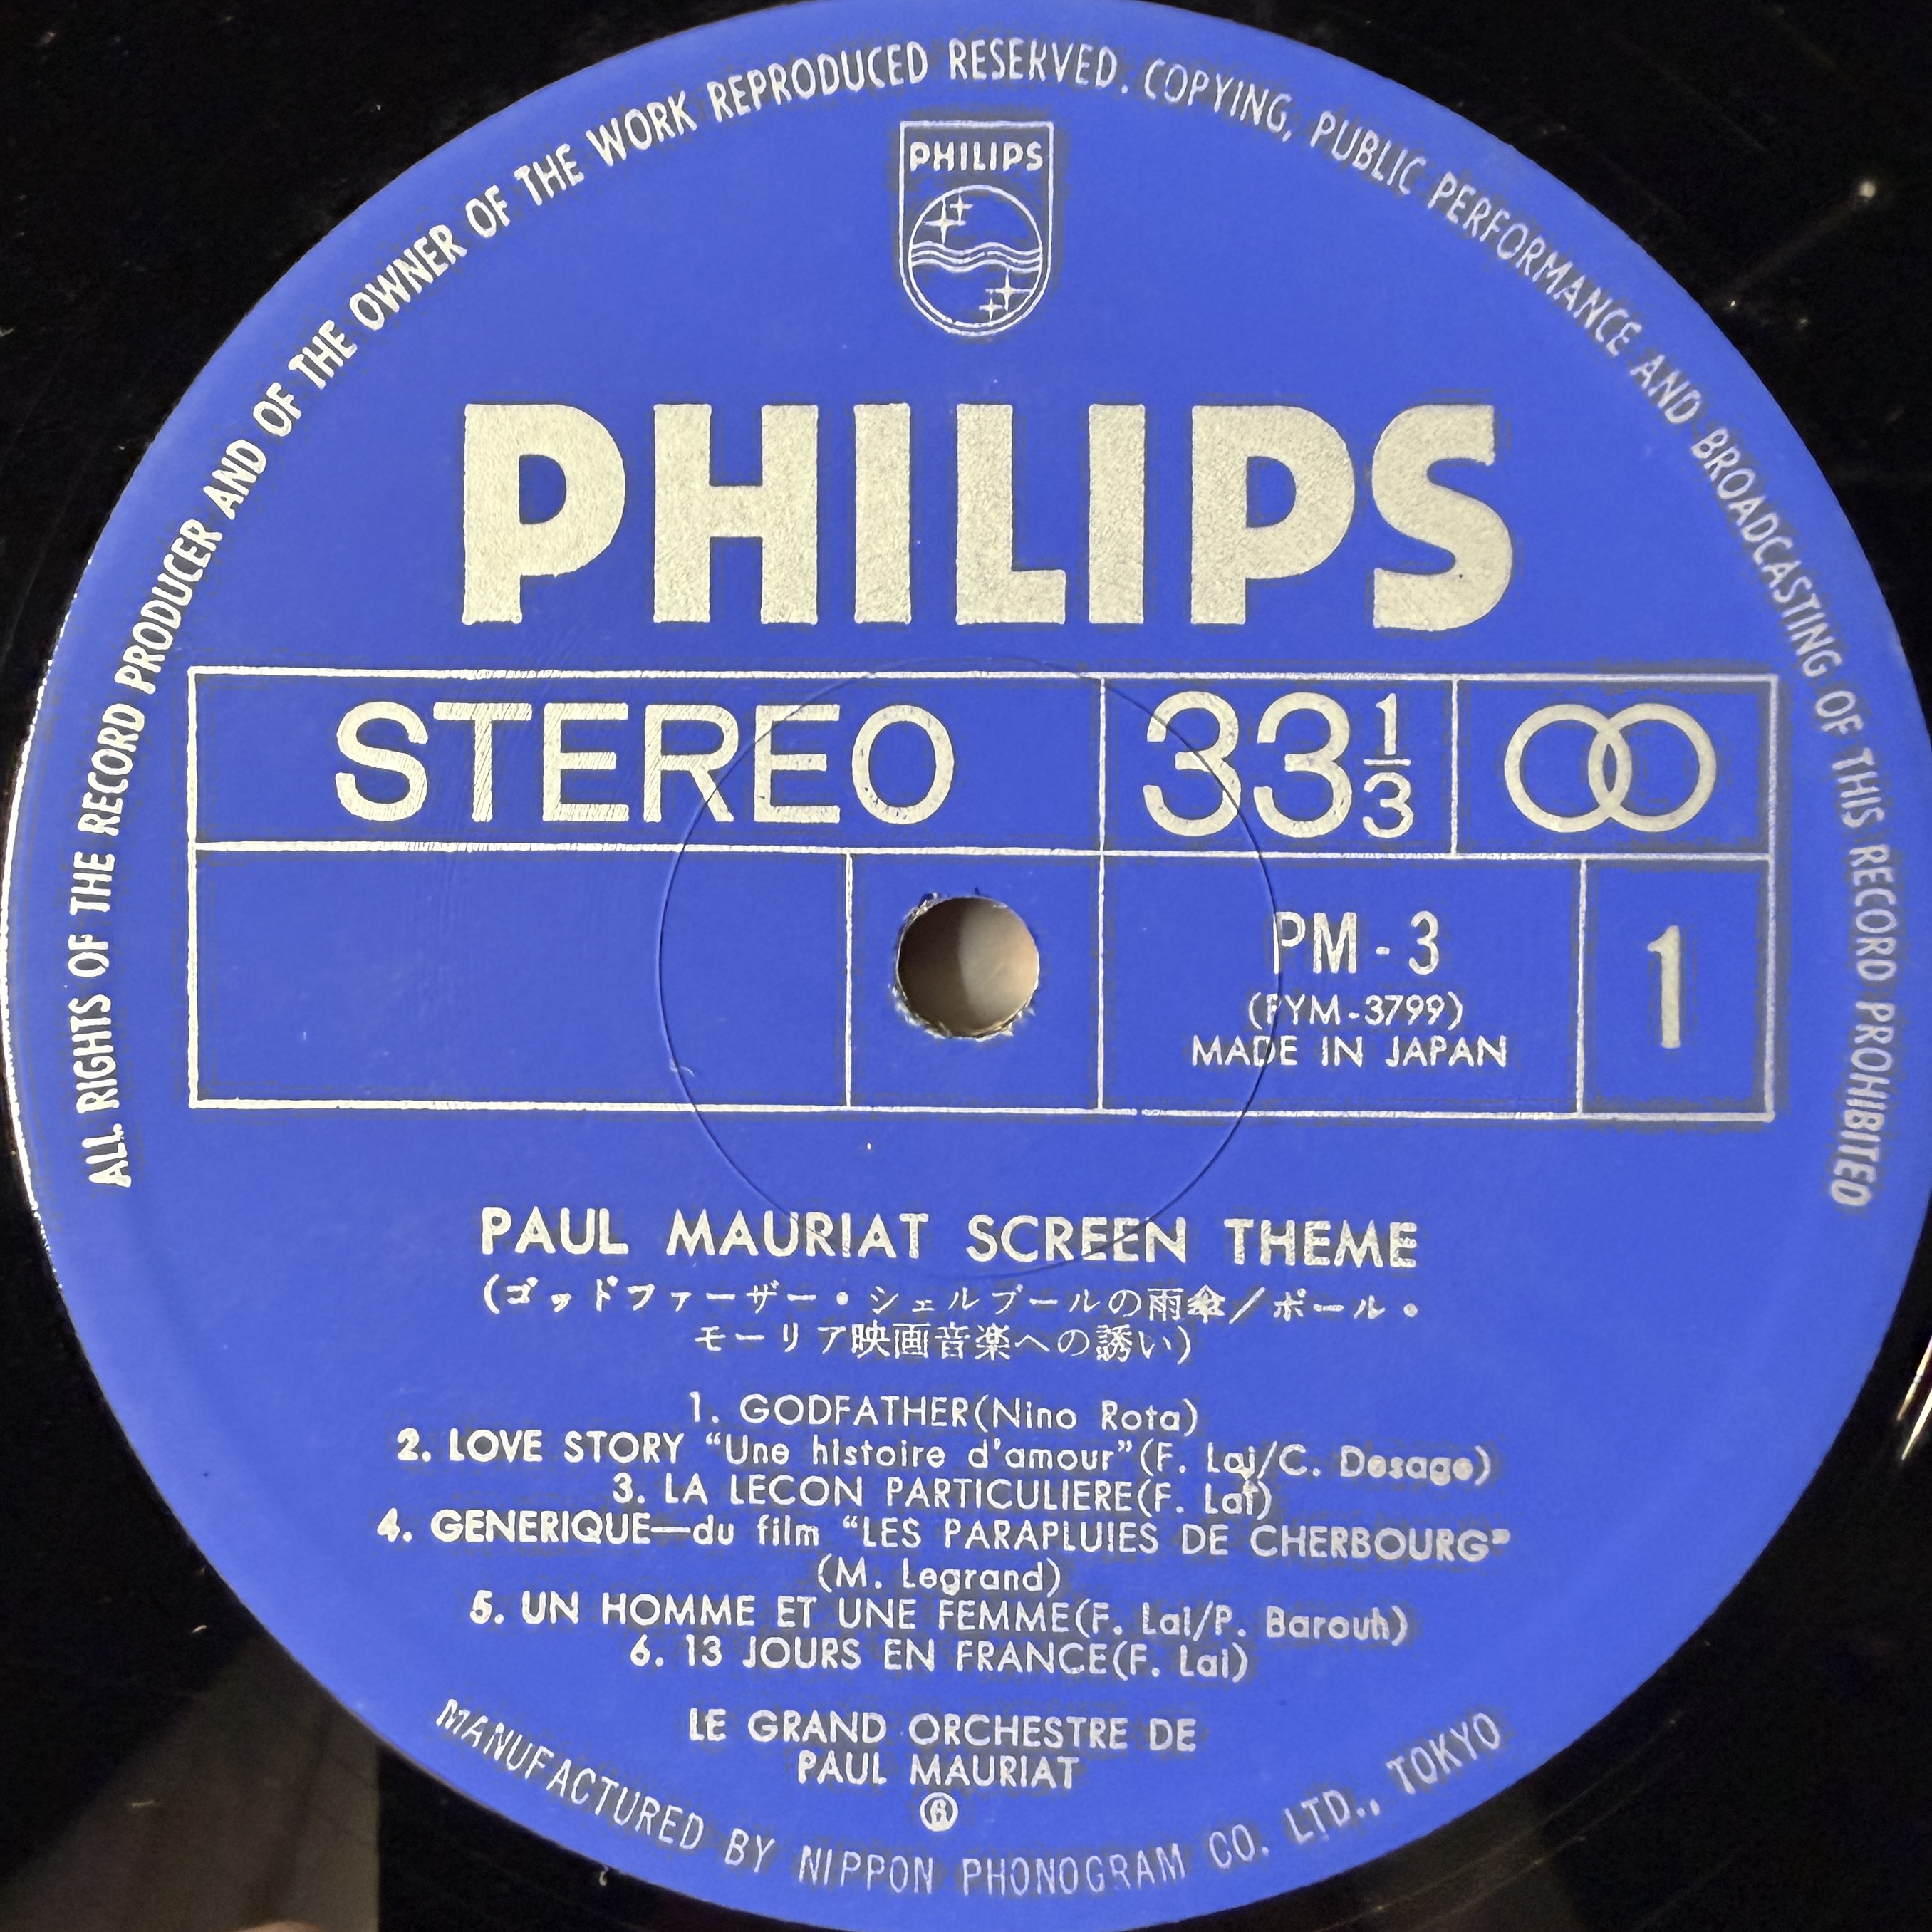 ALL RIGHTS OF THE RECORD PRODUCER AND OF THE OWNER OF THE WORK REPRODUCED RESERVED. COPYING, PUBLIC PERFORMANCE AND BROADCASTING OF THIS RECORD PROHIBITED
PHILIPS
PHILIPS
STEREO
33 1/3
PM - 3
(FYM-3799)
MADE IN JAPAN
1
PAUL MAURIAT SCREEN THEME
(ゴッドファーザー・シェルブールの雨傘/ポール・
モーリア映画音楽への誘い)
1. GODFATHER(Nino Rota)
2. LOVE STORY “Une histoire d'amour”(F. Lai/C. Desage)
3. LA LECON PARTICULIERE(F. Lai)
4. GENERIQUE—du film “LES PARAPLUIES DE CHERBOURG”
(M. Legrand)
5. UN HOMME ET UNE FEMME(F. Lai/P. Barouh)
6. 13 JOURS EN FRANCE(F. Lai)
LE GRAND ORCHESTRE DE
PAUL MAURIAT
MANUFACTURED BY NIPPON PHONOGRAM CO. LTD., TOKYO